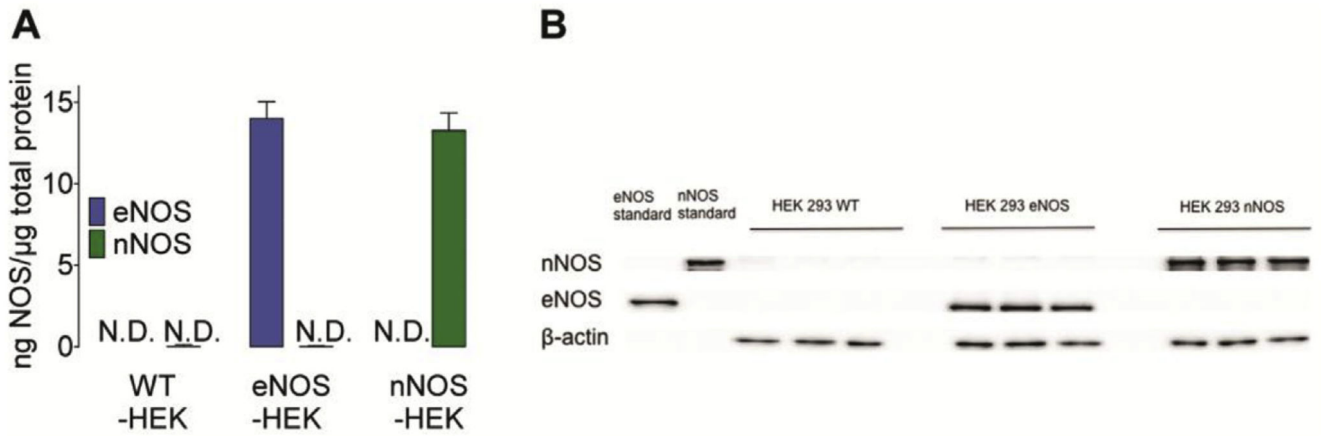 A
ng NOS/µg total protein
15
10
5
0
eNOS
nNOS
N.D. N.D.
N.D.
N.D.
WT
-HEK
eNOS
-HEK
nNOS
-HEK
B
eNOS
standard
nNOS
standard
HEK 293 WT
HEK 293 eNOS
HEK 293 nNOS
nNOS
eNOS
β-actin